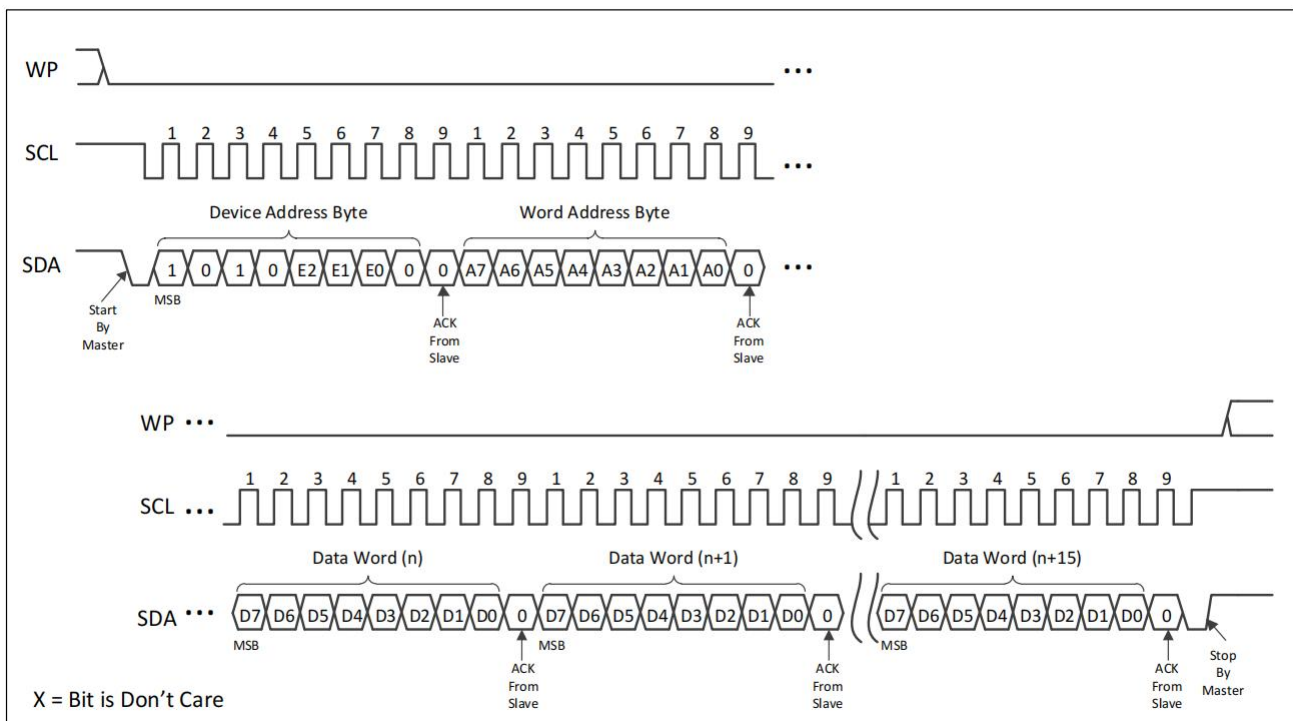 WP ...
1 2 3 4 5 6 7 8 9 1 2 3 4 5 6 7 8 9
SCL ...
Device Address Byte Word Address Byte
SDA 1 0 1 0 E2 E1 E0 0 0 A7 A6 A5 A4 A3 A2 A1 A0 0 ...
MSB
Start
By
Master
ACK
From
Slave
ACK
From
Slave
WP ...
1 2 3 4 5 6 7 8 9 1 2 3 4 5 6 7 8 9 1 2 3 4 5 6 7 8 9
SCL ...
Data Word (n) Data Word (n+1) Data Word (n+15)
SDA ... D7 D6 D5 D4 D3 D2 D1 D0 0 D7 D6 D5 D4 D3 D2 D1 D0 0 D7 D6 D5 D4 D3 D2 D1 D0 0
MSB MSB MSB
ACK
From
Slave
ACK
From
Slave
ACK
From
Slave
Stop
By
Master
X = Bit is Don't Care